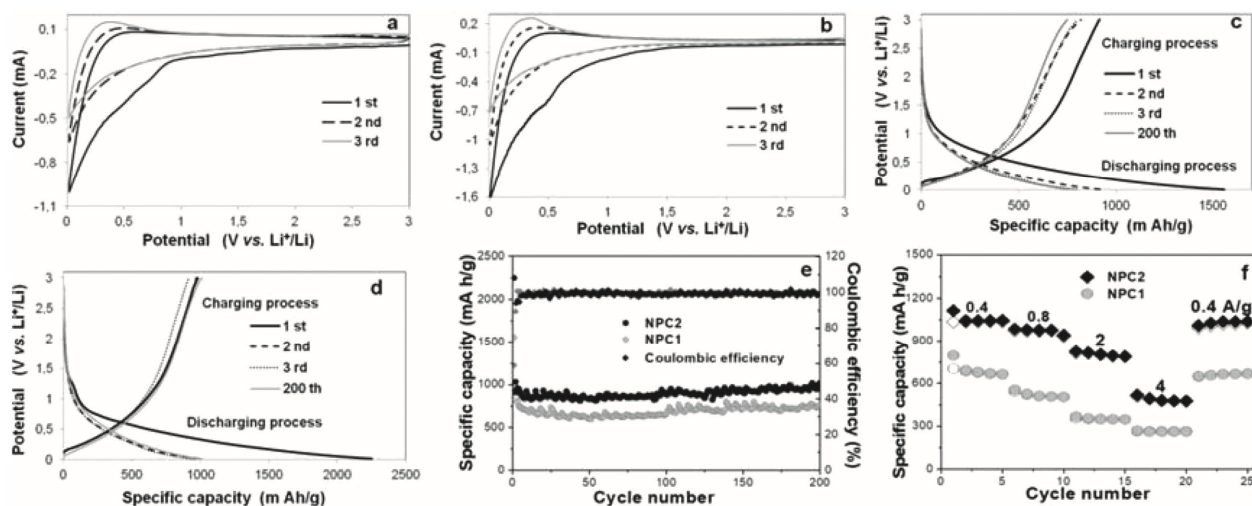 a
0.1
-0.2
-0.5
-0.8
-1.1
Current (mA)
1 st
2 nd
3 rd
0
0.5
1
1.5
2
2.5
3
Potential (V vs. Li⁺/Li)
b
0.2
-0.1
-0.4
-0.7
-1
-1.3
-1.6
Current (mA)
1 st
2 nd
3 rd
0
0.5
1
1.5
2
2.5
3
Potential (V vs. Li⁺/Li)
c
3
2.5
2
1.5
1
0.5
0
Potential (V vs. Li⁺/Li)
Charging process
1 st
2 nd
3 rd
200 th
Discharging process
0
500
1000
1500
Specific capacity (m Ah/g)
d
3
2.5
2
1.5
1
0.5
0
Potential (V vs. Li⁺/Li)
Charging process
1 st
2 nd
3 rd
200 th
Discharging process
0
500
1000
1500
2000
2500
Specific capacity (m Ah/g)
e
2500
2000
1500
1000
500
0
Specific capacity (mA h/g)
NPC2
NPC1
Coulombic efficiency
120
100
80
60
40
20
0
Coulombic efficiency (%)
0
50
100
150
200
Cycle number
f
1500
1200
900
600
300
0
Specific capacity (mA h/g)
NPC2
NPC1
0.4
0.8
2
4
0.4 A/g
0
5
10
15
20
25
Cycle number